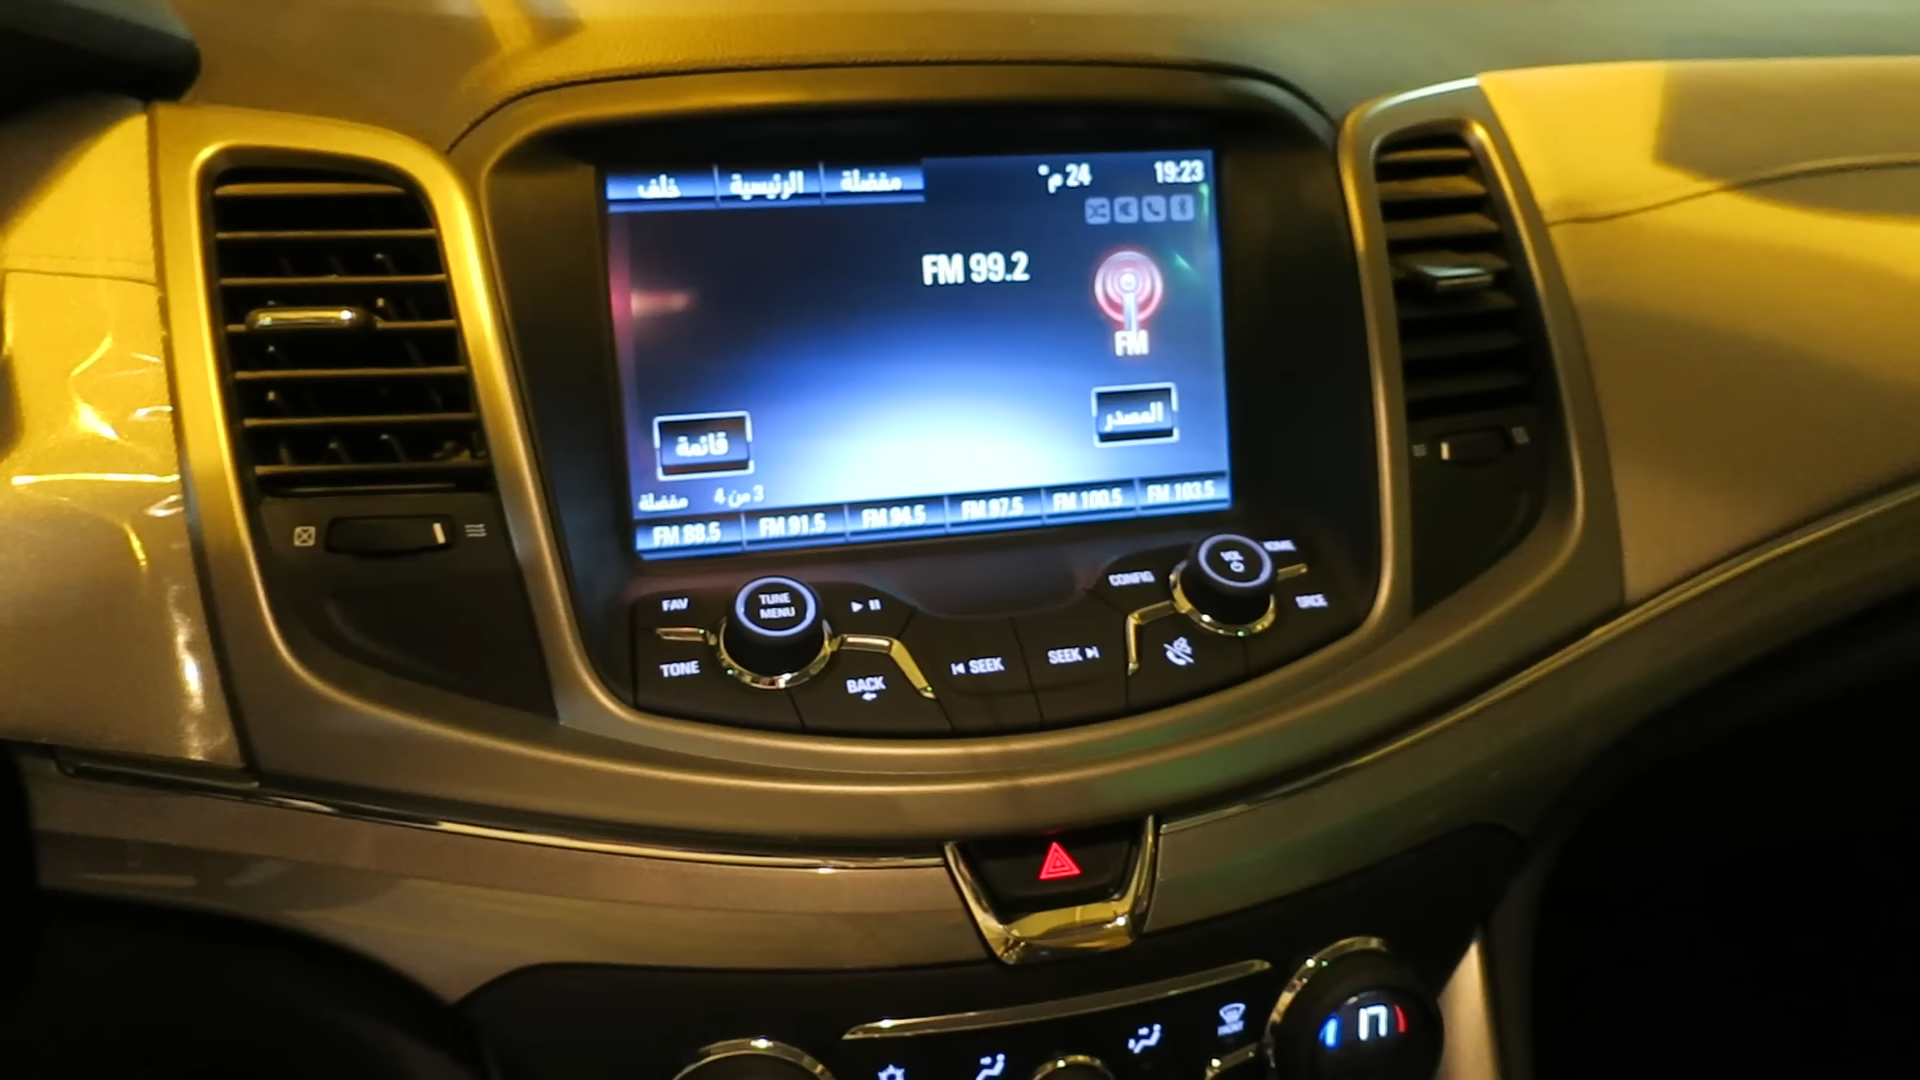 خلف
الرئيسية
مفضلة
24 م°
19:23
FM 99.2
FM
المصدر
قائمة
مفضلة
3 من 4
FM 88.5
FM 91.5
FM 94.5
FM 97.5
FM 100.5
FM 103.5
FAV
TUNE
MENU
TONE
BACK
SEEK
SEEK
CONFIG
VOL
FRONT
17